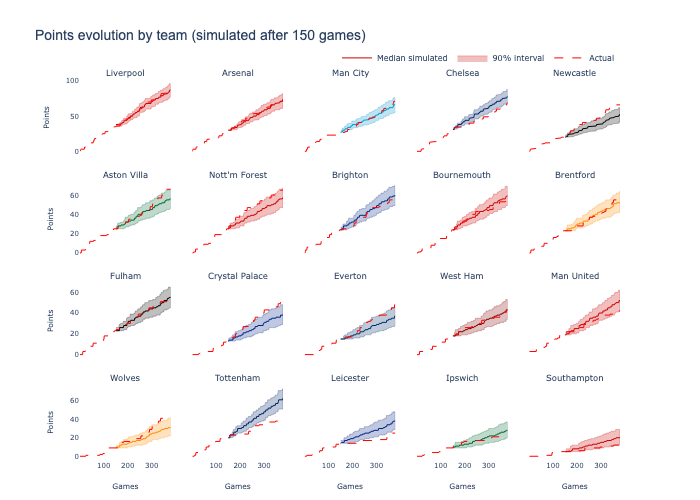 Points evolution by team (simulated after 150 games)
Median simulated 90% interval Actual
Liverpool Arsenal Man City Chelsea Newcastle
100
50
0
Points
Aston Villa Nott'm Forest Brighton Bournemouth Brentford
60
40
20
0
Points
Fulham Crystal Palace Everton West Ham Man United
60
40
20
0
Points
Wolves Tottenham Leicester Ipswich Southampton
60
40
20
0
Points
100 200 300 100 200 300 100 200 300 100 200 300 100 200 300
Games Games Games Games Games